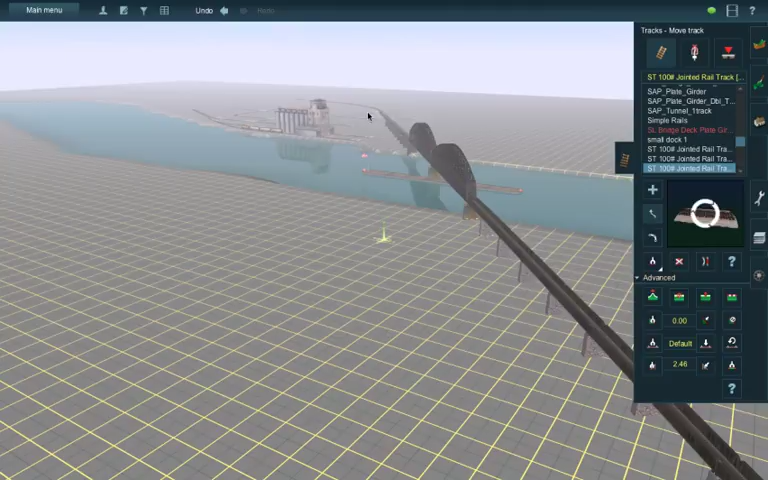 Main menu
Undo
Redo
?
Tracks - Move track
ST 100# Jointed Rail Track [...
SAP_Plate_Girder
SAP_Plate_Girder_Dbl_T...
SAP_Tunnel_1track
Simple Rails
SL Bridge Deck Plate Gir...
small dock 1
ST 100# Jointed Rail Tra...
ST 100# Jointed Rail Tra...
ST 100# Jointed Rail Tra...
?
Advanced
0.00
Default
2.46
?